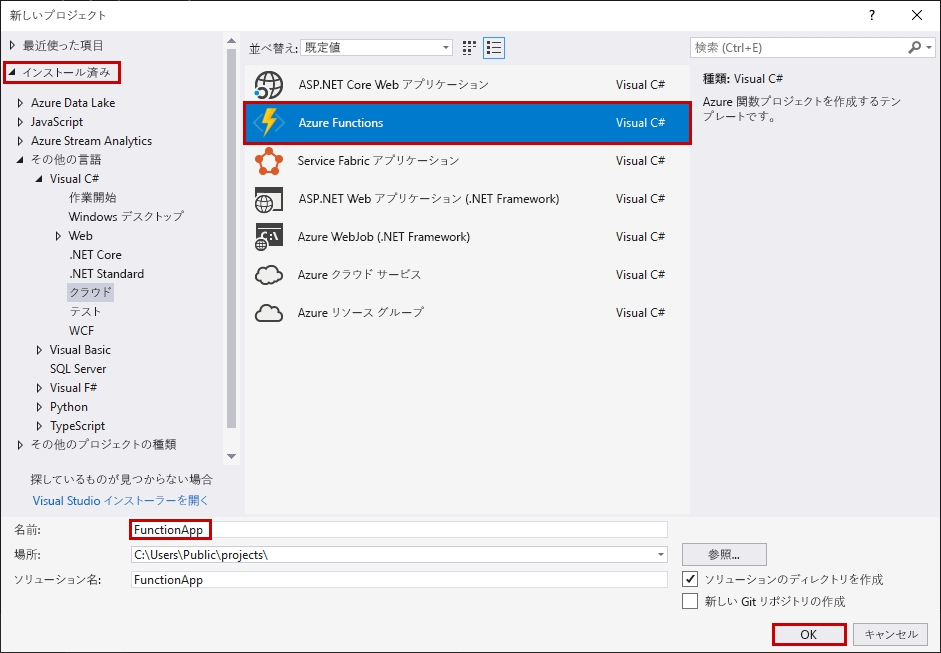 新しいプロジェクト
?
最近使った項目
インストール済み
Azure Data Lake
JavaScript
Azure Stream Analytics
その他の言語
Visual C#
作業開始
Windows デスクトップ
Web
.NET Core
.NET Standard
クラウド
テスト
WCF
Visual Basic
SQL Server
Visual F#
Python
TypeScript
その他のプロジェクトの種類
探しているものが見つからない場合
Visual Studio インストーラーを開く
並べ替え: 既定値
ASP.NET Core Web アプリケーション Visual C#
Azure Functions Visual C#
Service Fabric アプリケーション Visual C#
ASP.NET Web アプリケーション (.NET Framework) Visual C#
C:\
Azure WebJob (.NET Framework) Visual C#
Azure クラウド サービス Visual C#
Azure リソース グループ Visual C#
検索 (Ctrl+E)
種類: Visual C#
Azure 関数プロジェクトを作成するテン
プレートです。
名前: FunctionApp
場所: C:\Users\Public\projects\
参照...
ソリューション名: FunctionApp
ソリューションのディレクトリを作成
新しい Git リポジトリの作成
OK
キャンセル